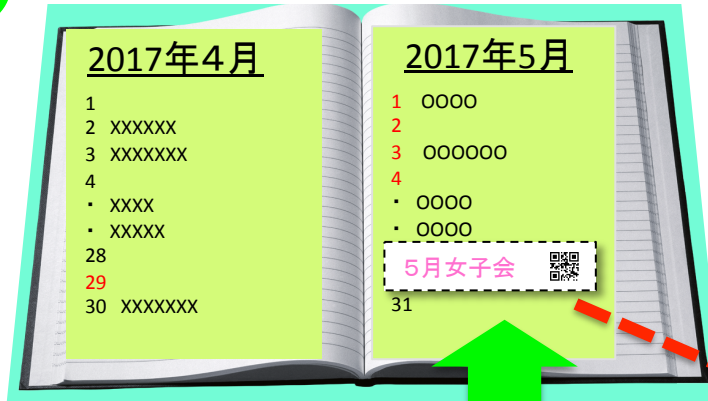 2017年４月
1
2 XXXXXX
3 XXXXXXX
4
・ XXXX
・ XXXXX
28
29
30 XXXXXXX
2017年5月
1 OOOO
2
3 OOOOOO
4
・ OOOO
・ OOOO
５月女子会
31